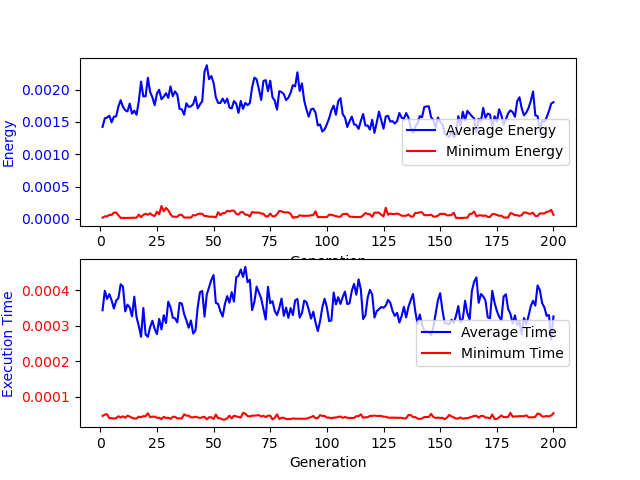 Energy
0.0020
0.0015
0.0010
0.0005
0.0000
Average Energy
Minimum Energy
0 25 50 75 100 125 150 175 200
Generation
Execution Time
0.0004
0.0003
0.0002
0.0001
Average Time
Minimum Time
0 25 50 75 100 125 150 175 200
Generation